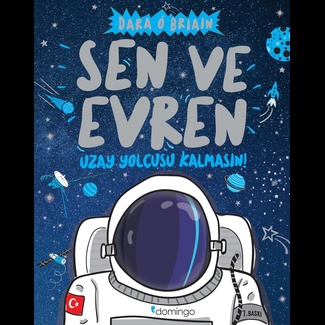 DARA Ó BRIAIN
SEN VE
EVREN
UZAY YOLCUSU KALMASIN!
domingo
7. BASKI